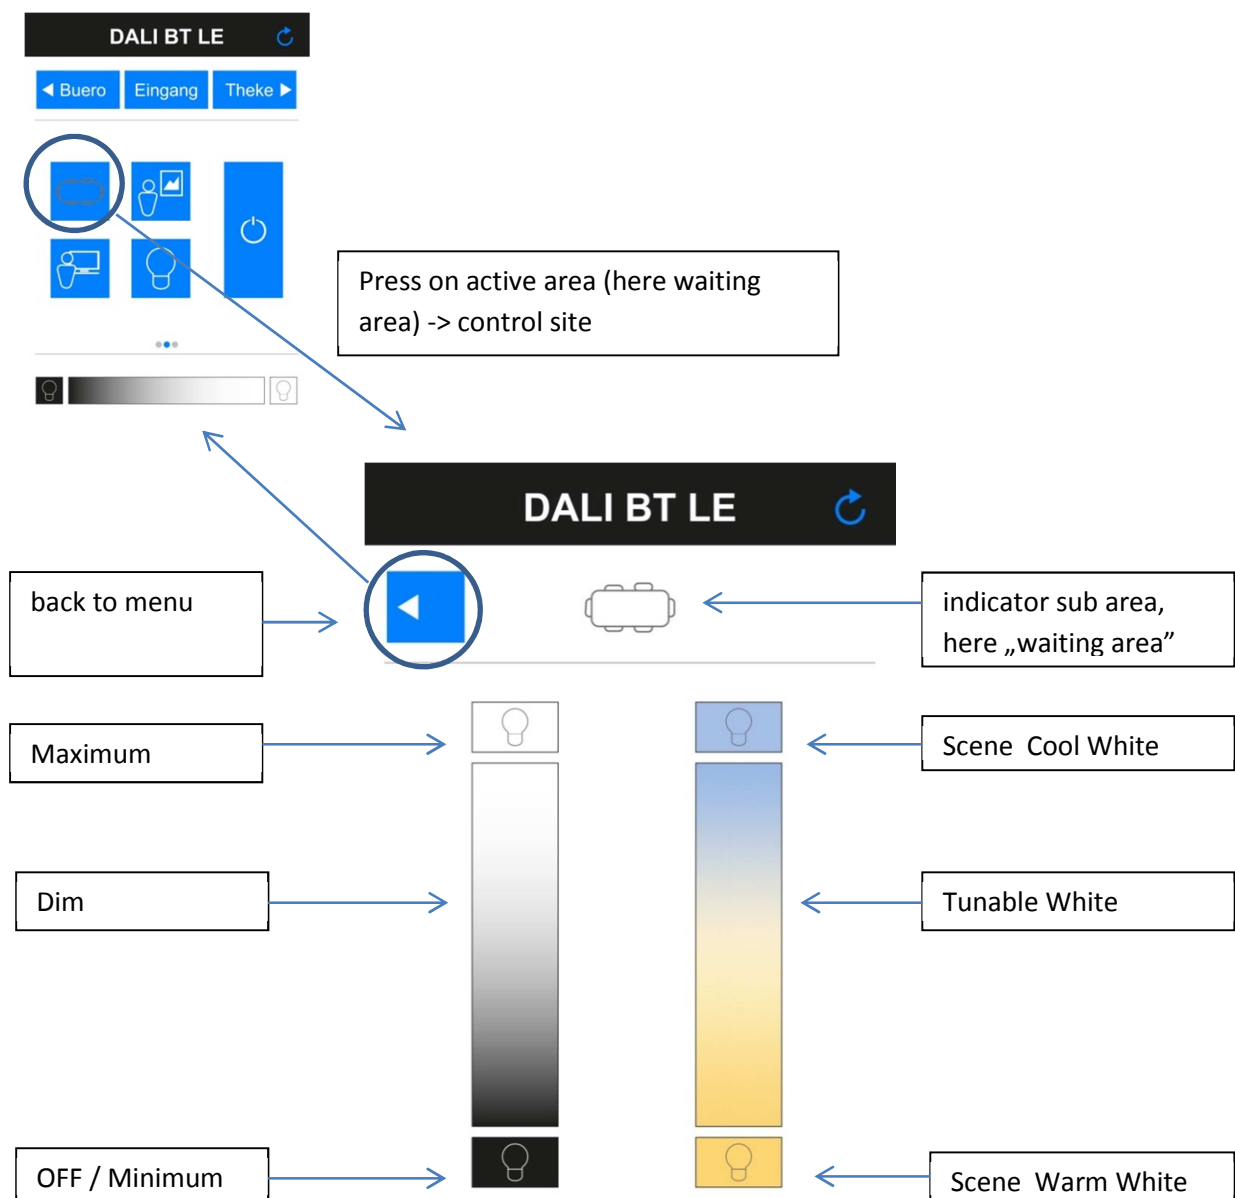 DALI BT LE
◀ Buero Eingang Theke ▶
Press on active area (here waiting
area) -> control site
DALI BT LE
back to menu
indicator sub area,
here „waiting area”
Maximum
Scene Cool White
Dim
Tunable White
OFF / Minimum
Scene Warm White